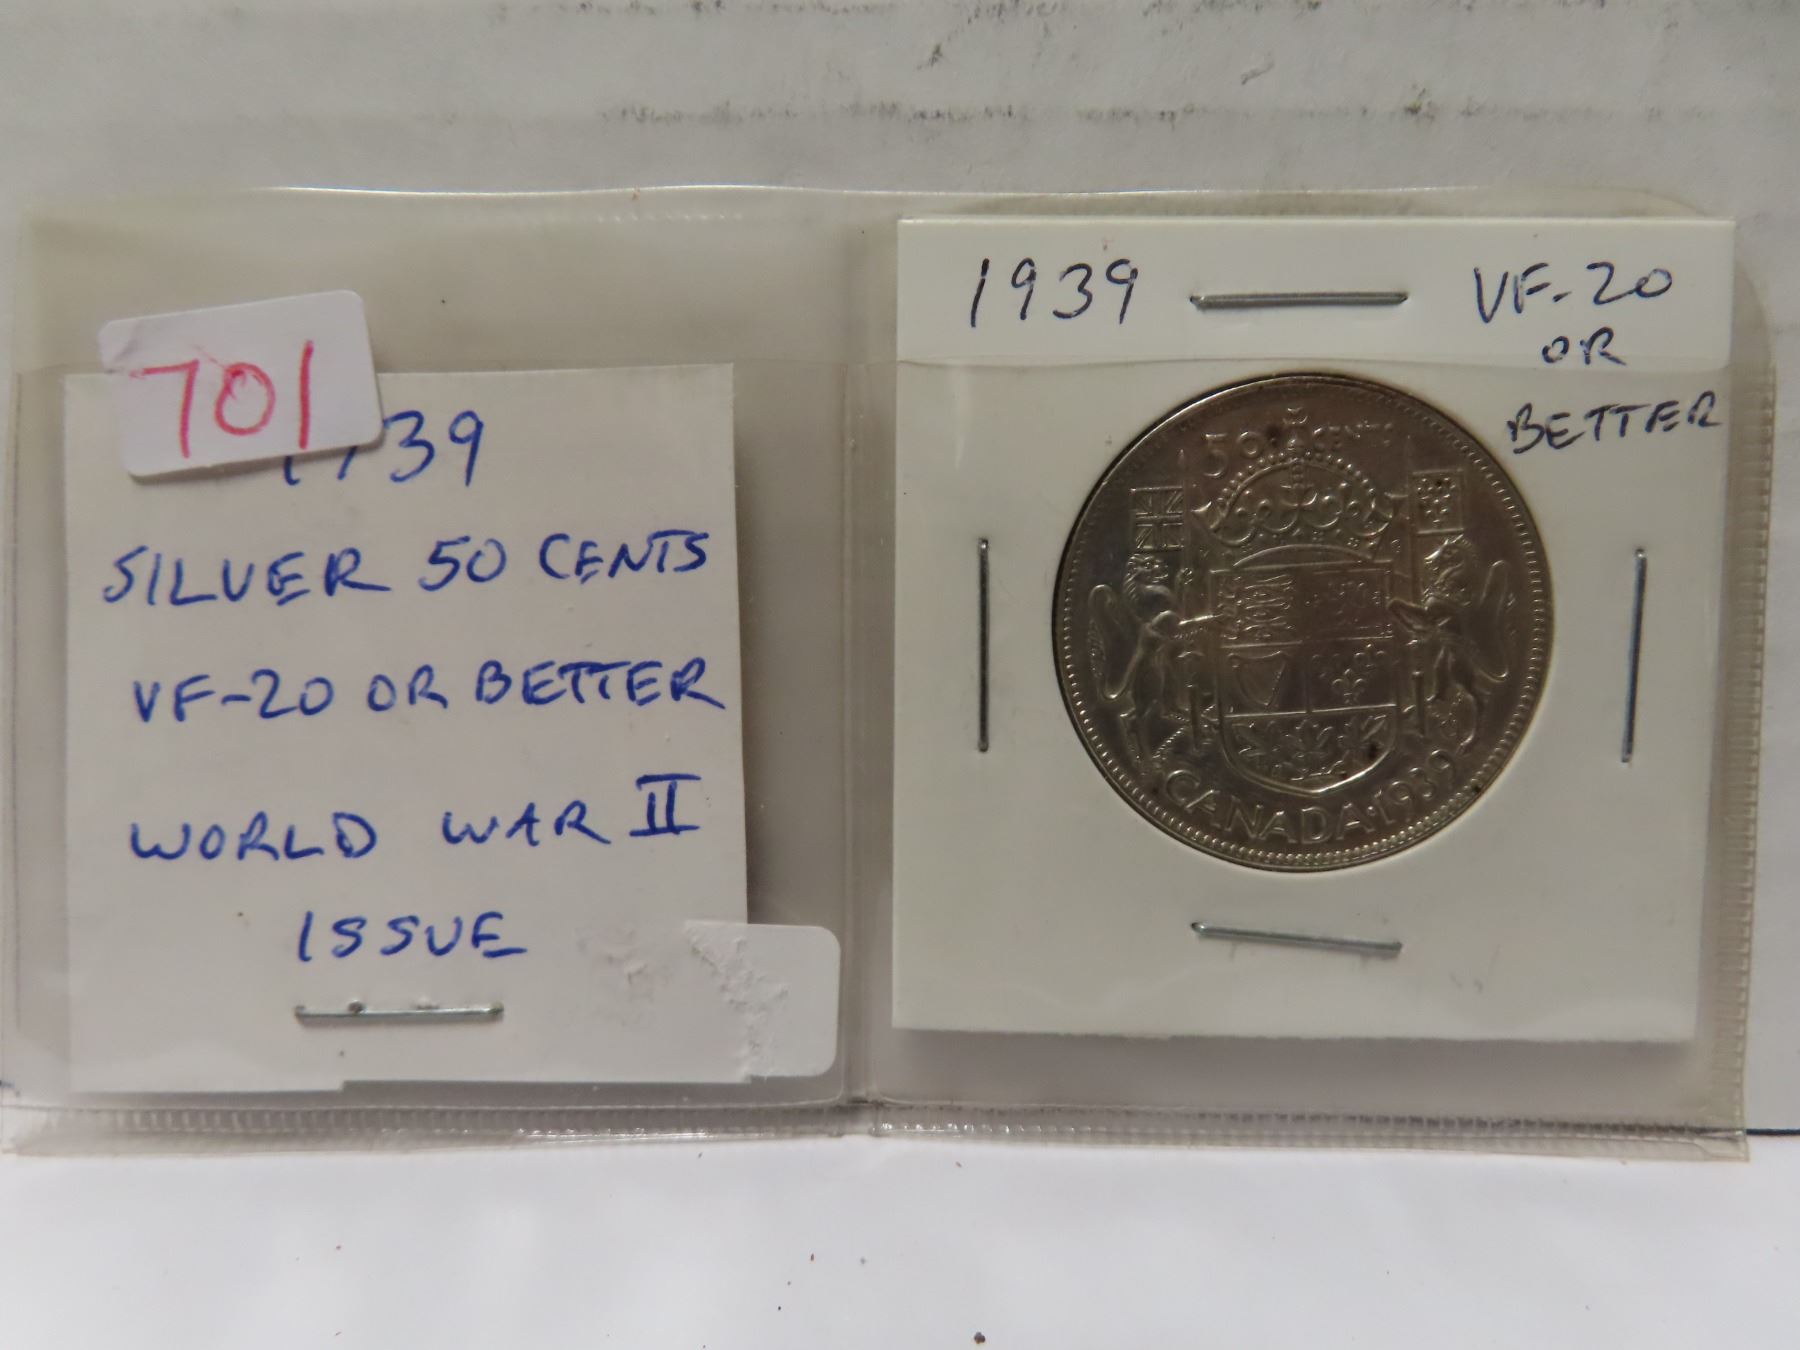 701
1939
SILVER 50 CENTS
VF-20 OR BETTER
WORLD WAR II
ISSUE
1939
VF-20
OR
BETTER
50 CENTS
CANADA·1939